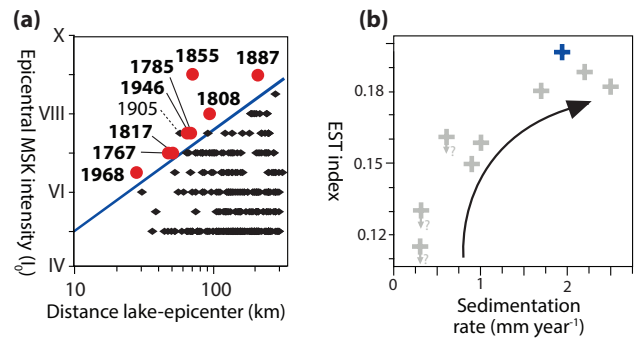 (a)
X
VIII
VI
IV
Epicentral MSK
intensity (I0)
1855
1887
1785
1946
1905
1808
1817
1767
1968
10
100
Distance lake-epicenter (km)
(b)
EST index
0.18
0.15
0.12
?
?
?
0
1
2
Sedimentation
rate (mm year-1)